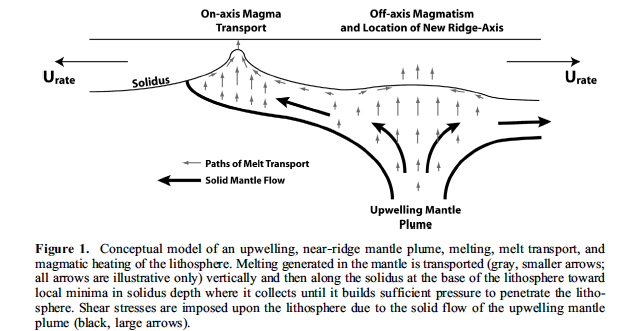 On-axis Magma
Transport
Off-axis Magmatism
and Location of New Ridge-Axis
Urate
Solidus
Urate
Paths of Melt Transport
Solid Mantle Flow
Upwelling Mantle
Plume
Figure 1. Conceptual model of an upwelling, near-ridge mantle plume, melting, melt transport, and
magmatic heating of the lithosphere. Melting generated in the mantle is transported (gray, smaller arrows;
all arrows are illustrative only) vertically and then along the solidus at the base of the lithosphere toward
local minima in solidus depth where it collects until it builds sufficient pressure to penetrate the litho-
sphere. Shear stresses are imposed upon the lithosphere due to the solid flow of the upwelling mantle
plume (black, large arrows).